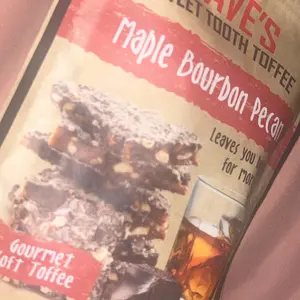 AVE'S
EET TOOTH TOFFEE
Maple Bourbon Pecan
Leaves you
for mor
Gourmet
oft Toffee